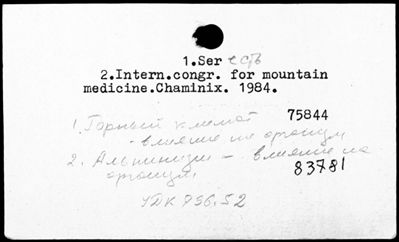 1.Ser есть
2.Intern.congr. for mountain
medicine.Chaminix. 1984.
75844
1. Горный климат
- влияние на организм
2. Альпинизм - влияние на
организм
83781
УДК 796.52